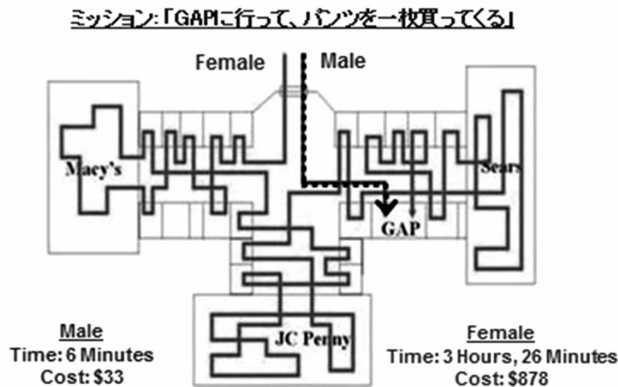 ミッション:「GAPに行って、パンツを一枚買ってくる」
Female Male
Macy's
Sears
GAP
JC Penny
Male
Time: 6 Minutes
Cost: $33
Female
Time: 3 Hours, 26 Minutes
Cost: $878